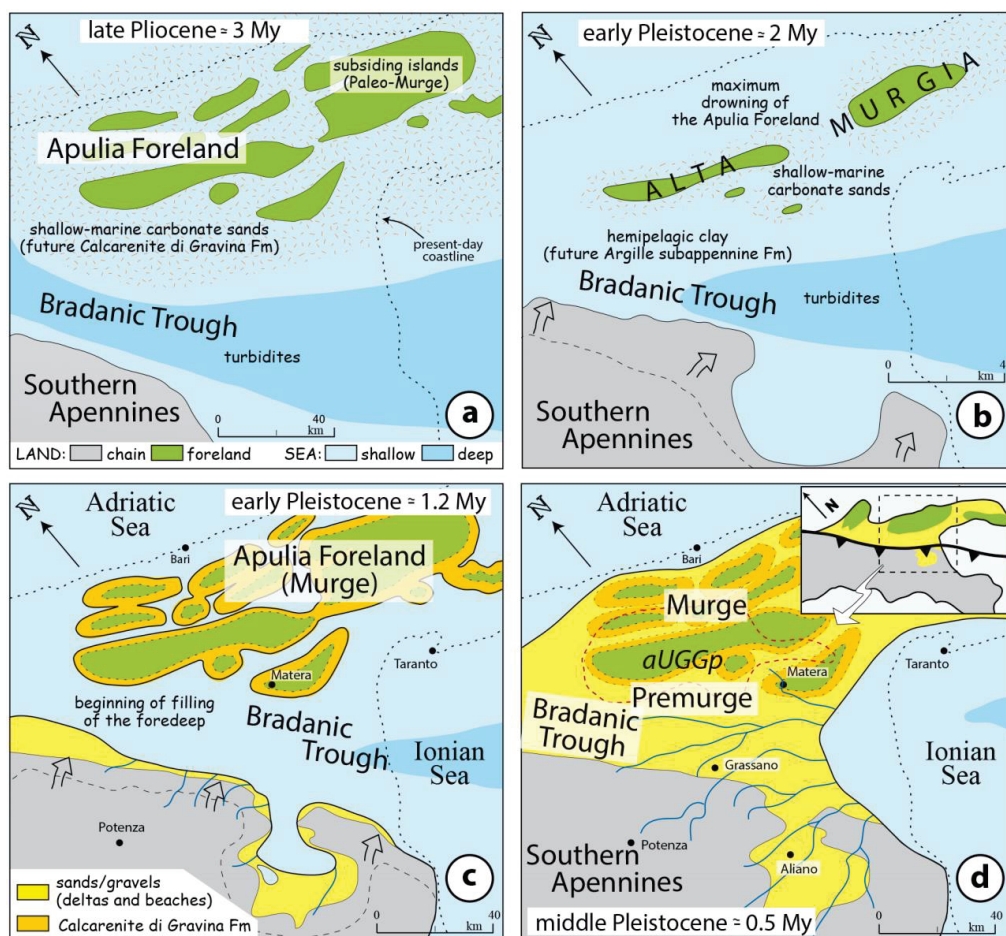 N
late Pliocene ≈ 3 My
subsiding islands
(Paleo-Murge)
Apulia Foreland
shallow-marine carbonate sands
(future Calcarenite di Gravina Fm)
present-day
coastline
Bradanic Trough
turbidites
Southern
Apennines
0 40
km
a
LAND: chain foreland SEA: shallow deep
N
early Pleistocene ≈ 2 My
maximum
drowning of
the Apulia Foreland
MURGIA
ALTA
shallow-marine
carbonate sands
hemipelagic clay
(future Argille subappennine Fm)
Bradanic Trough
turbidites
0 4
km
Southern
Apennines
b
N
Adriatic
Sea
early Pleistocene ≈ 1.2 My
Bari
Apulia Foreland
(Murge)
Taranto
Matera
beginning of filling
of the foredeep
Bradanic
Trough
Ionian
Sea
Potenza
c
sands/gravels
(deltas and beaches)
Calcarenite di Gravina Fm
0 40
km
N
Adriatic
Sea
N
Bari
Murge
aUGGp
Taranto
Matera
Premurge
Bradanic
Trough
Ionian
Sea
Grassano
Potenza
Southern
Apennines
Aliano
d
middle Pleistocene ≈ 0.5 My
0 40
km